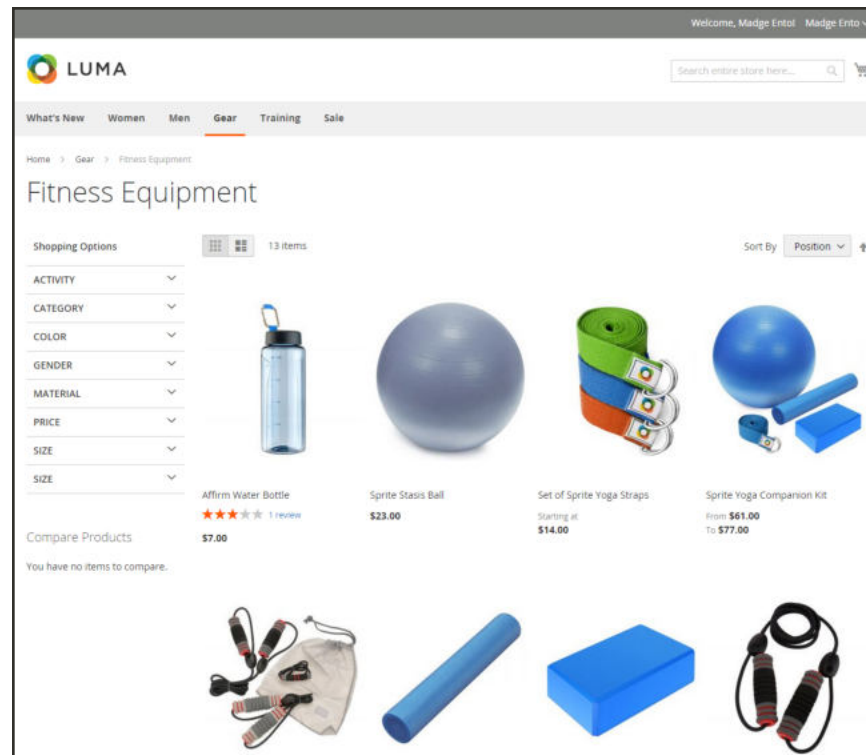 Welcome, Madge Ento! Madge Ento
LUMA
Search entire store here...
What's New Women Men Gear Training Sale
Home > Gear > Fitness Equipment
Fitness Equipment
Shopping Options
13 items
Sort By Position
ACTIVITY
CATEGORY
COLOR
GENDER
MATERIAL
PRICE
SIZE
SIZE
Compare Products
You have no items to compare.
Affirm Water Bottle
1 review
$7.00
Sprite Stasis Ball
$23.00
Set of Sprite Yoga Straps
Starting at
$14.00
Sprite Yoga Companion Kit
From $61.00
To $77.00